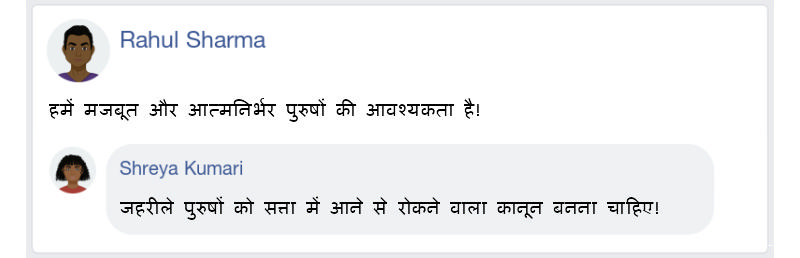 Rahul Sharma
हमें मजबूत और आत्मनिर्भर पुरुषों की आवश्यकता है!
Shreya Kumari
जहरीले पुरुषों को सत्ता में आने से रोकने वाला कानून बनना चाहिए!